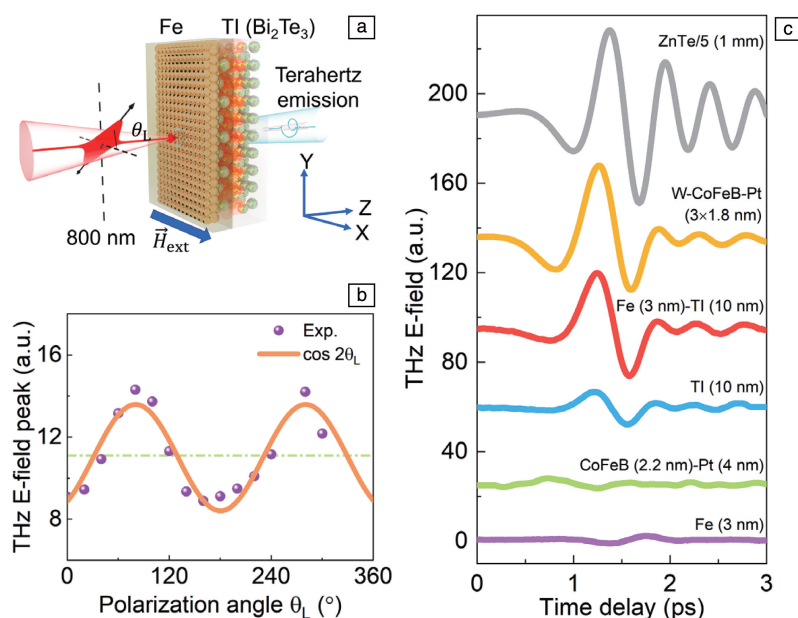 Fe TI (Bi₂Te₃) a
Terahertz
emission
θL
Y
Z
X
800 nm
H⃗ext
b
THz E-field peak (a.u.)
16
14
12
10
8
Exp.
cos 2θL
0 120 240 360
Polarization angle θL (°)
c
THz E-field (a.u.)
200
160
120
80
40
0
ZnTe/5 (1 mm)
W-CoFeB-Pt
(3×1.8 nm)
Fe (3 nm)-TI (10 nm)
TI (10 nm)
CoFeB (2.2 nm)-Pt (4 nm)
Fe (3 nm)
0 1 2 3
Time delay (ps)